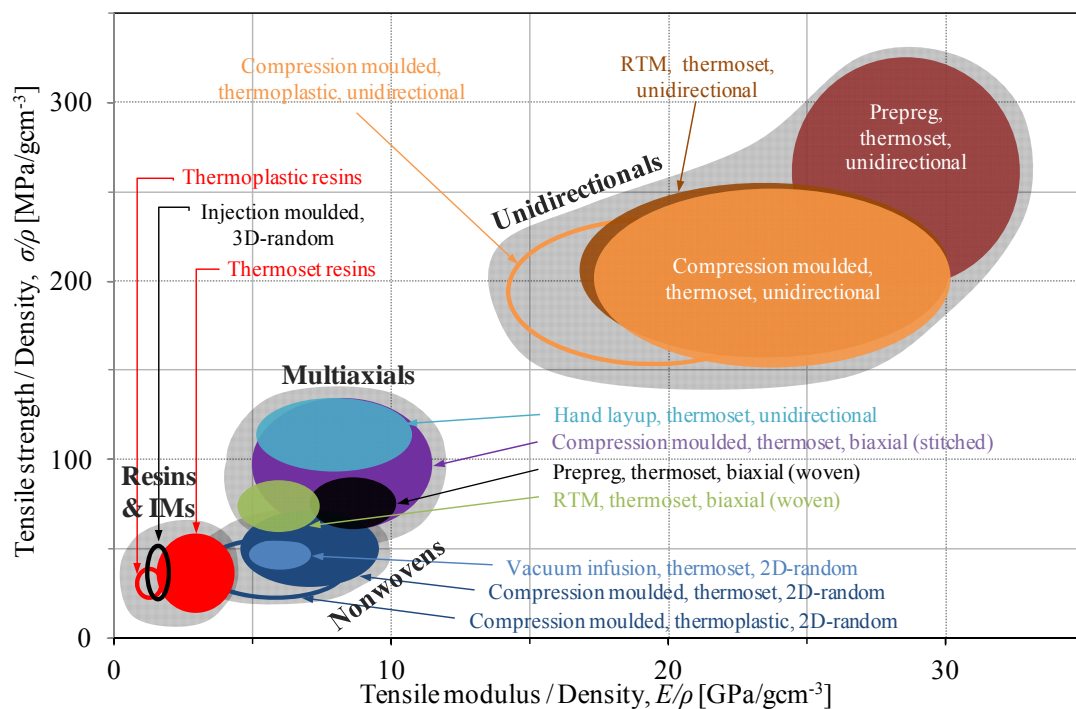 Compression moulded,
thermoplastic, unidirectional
RTM, thermoset,
unidirectional
Prepreg,
thermoset,
unidirectional
Unidirectionals
Thermoplastic resins
Injection moulded,
3D-random
Thermoset resins
Compression moulded,
thermoset, unidirectional
Multiaxials
Hand layup, thermoset, unidirectional
Compression moulded, thermoset, biaxial (stitched)
Prepreg, thermoset, biaxial (woven)
RTM, thermoset, biaxial (woven)
Resins
& IMs
Nonwovens
Vacuum infusion, thermoset, 2D-random
Compression moulded, thermoset, 2D-random
Compression moulded, thermoplastic, 2D-random
Tensile strength / Density, σ/ρ [MPa/gcm⁻³]
300
200
100
0
0 10 20 30
Tensile modulus / Density, E/ρ [GPa/gcm⁻³]